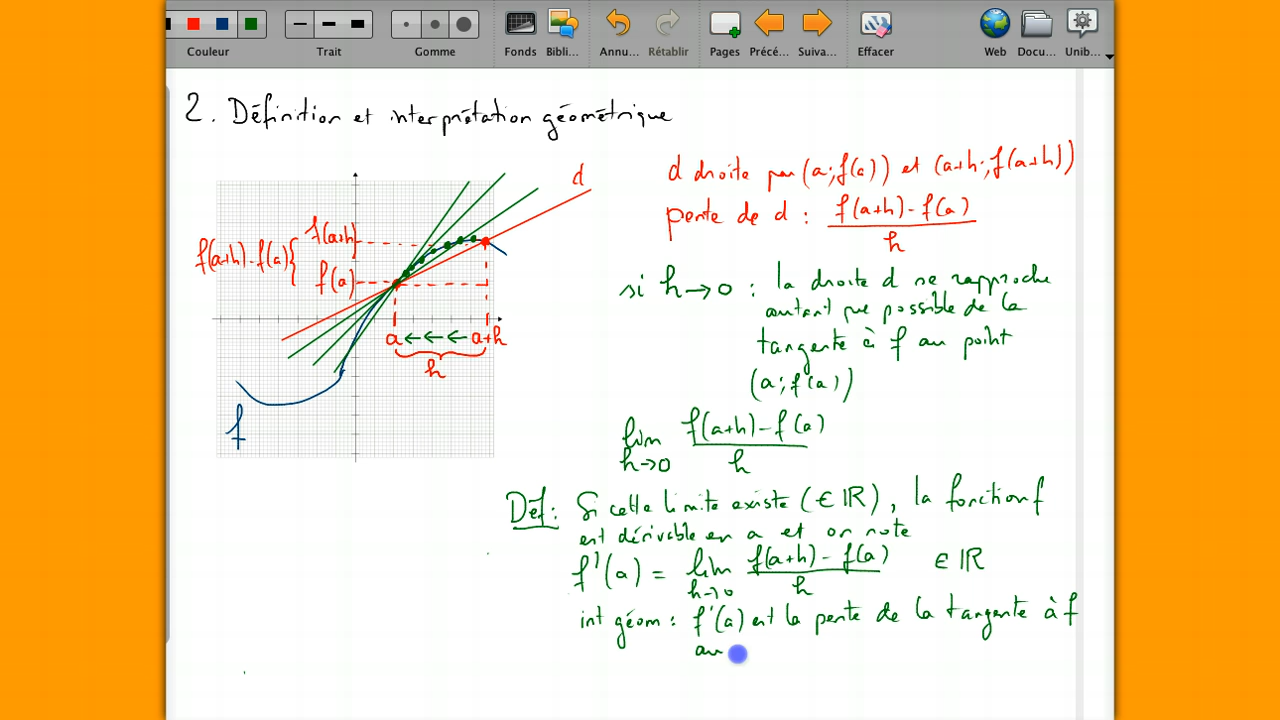 Couleur Trait Gomme Fonds Bibli... Annu... Rétablir Pages Précé... Suiva... Effacer Web Docu... Unib...
2. Définition et interprétation géométrique
d
f(a+h)
f(a+h)-f(a)
f(a)
a ← ← ← a+h
h
f
d droite par (a;f(a)) et (a+h;f(a+h))
pente de d : f(a+h)-f(a)
h
si h→0 : la droite d se rapproche
autant que possible de la
tangente à f au point
(a;f(a))
lim f(a+h)-f(a)
h→0 h
Déf: Si cette limite existe (∈ ℝ), la fonction f
est dérivable en a et on note
f'(a) = lim f(a+h)-f(a) ∈ ℝ
h→0 h
int géom : f'(a) est la pente de la tangente à f
au